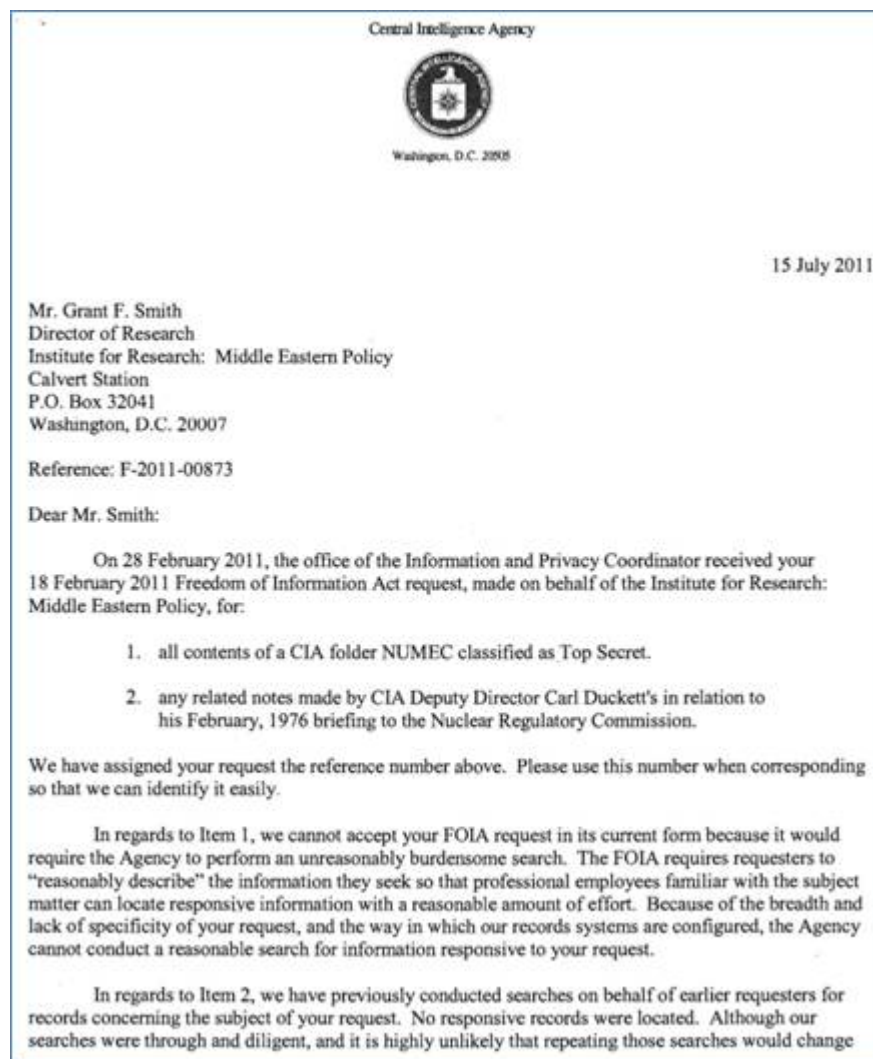 Central Intelligence Agency
Washington, D.C. 20505
15 July 2011
Mr. Grant F. Smith
Director of Research
Institute for Research: Middle Eastern Policy
Calvert Station
P.O. Box 32041
Washington, D.C. 20007
Reference: F-2011-00873
Dear Mr. Smith:
On 28 February 2011, the office of the Information and Privacy Coordinator received your
18 February 2011 Freedom of Information Act request, made on behalf of the Institute for Research:
Middle Eastern Policy, for:
1. all contents of a CIA folder NUMEC classified as Top Secret.
2. any related notes made by CIA Deputy Director Carl Duckett's in relation to
his February, 1976 briefing to the Nuclear Regulatory Commission.
We have assigned your request the reference number above. Please use this number when corresponding
so that we can identify it easily.
In regards to Item 1, we cannot accept your FOIA request in its current form because it would
require the Agency to perform an unreasonably burdensome search. The FOIA requires requesters to
“reasonably describe” the information they seek so that professional employees familiar with the subject
matter can locate responsive information with a reasonable amount of effort. Because of the breadth and
lack of specificity of your request, and the way in which our records systems are configured, the Agency
cannot conduct a reasonable search for information responsive to your request.
In regards to Item 2, we have previously conducted searches on behalf of earlier requesters for
records concerning the subject of your request. No responsive records were located. Although our
searches were through and diligent, and it is highly unlikely that repeating those searches would change